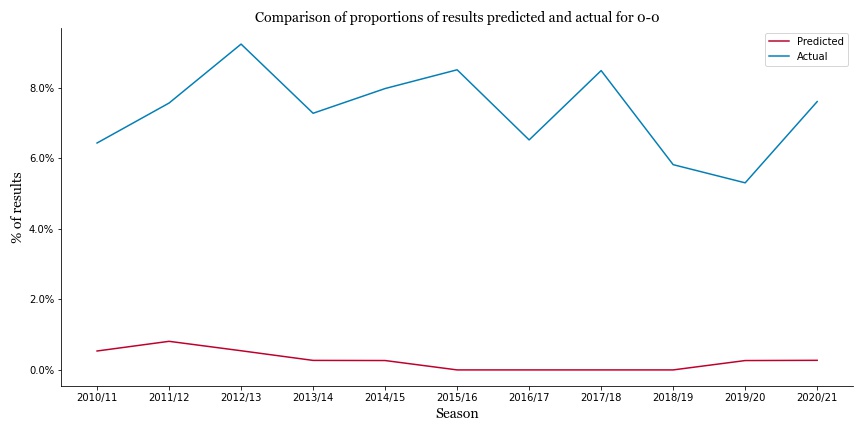 Comparison of proportions of results predicted and actual for 0-0
Predicted
Actual
% of results
8.0%
6.0%
4.0%
2.0%
0.0%
2010/11 2011/12 2012/13 2013/14 2014/15 2015/16 2016/17 2017/18 2018/19 2019/20 2020/21
Season